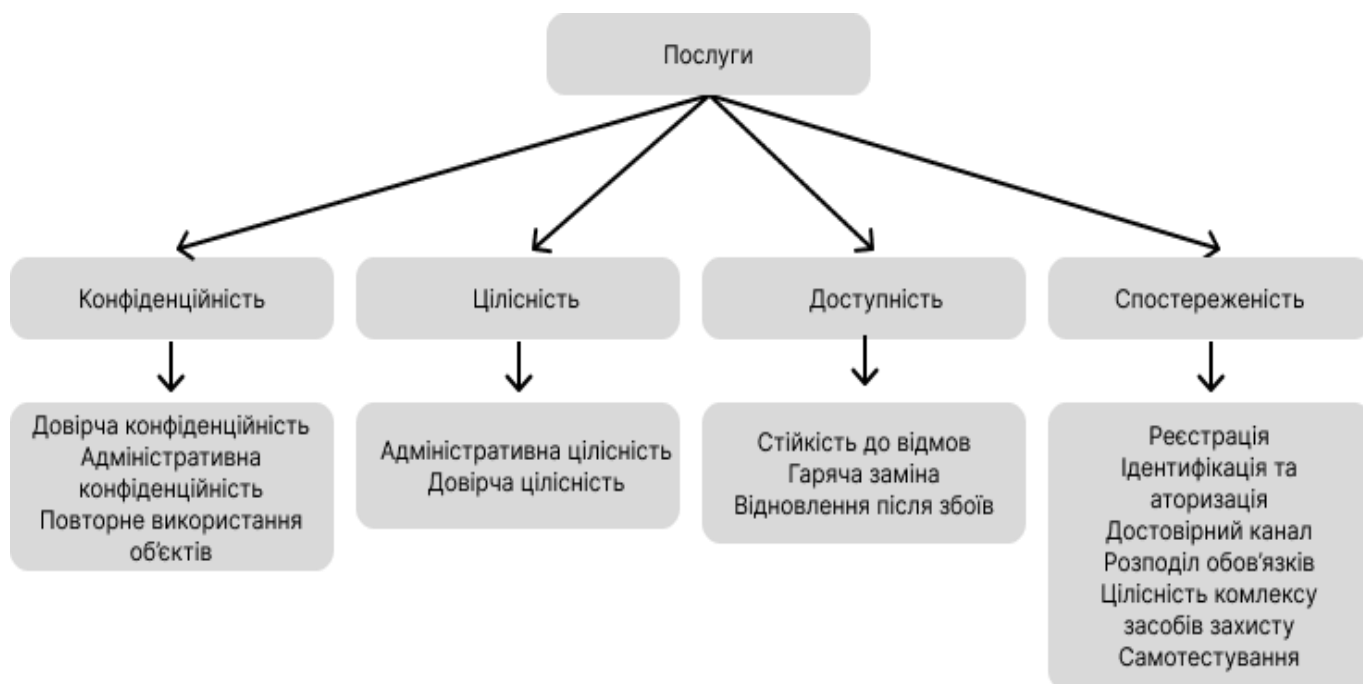 Послуги
Конфіденційність
Цілісність
Доступність
Спостереженість
Довірча конфіденційність
Адміністративна
конфіденційність
Повторне використання
об'єктів
Адміністративна цілісність
Довірча цілісність
Стійкість до відмов
Гаряча заміна
Відновлення після збоїв
Реєстрація
Ідентифікація та
аторизація
Достовірний канал
Розподіл обов'язків
Цілісність комлексу
засобів захисту
Самотестування